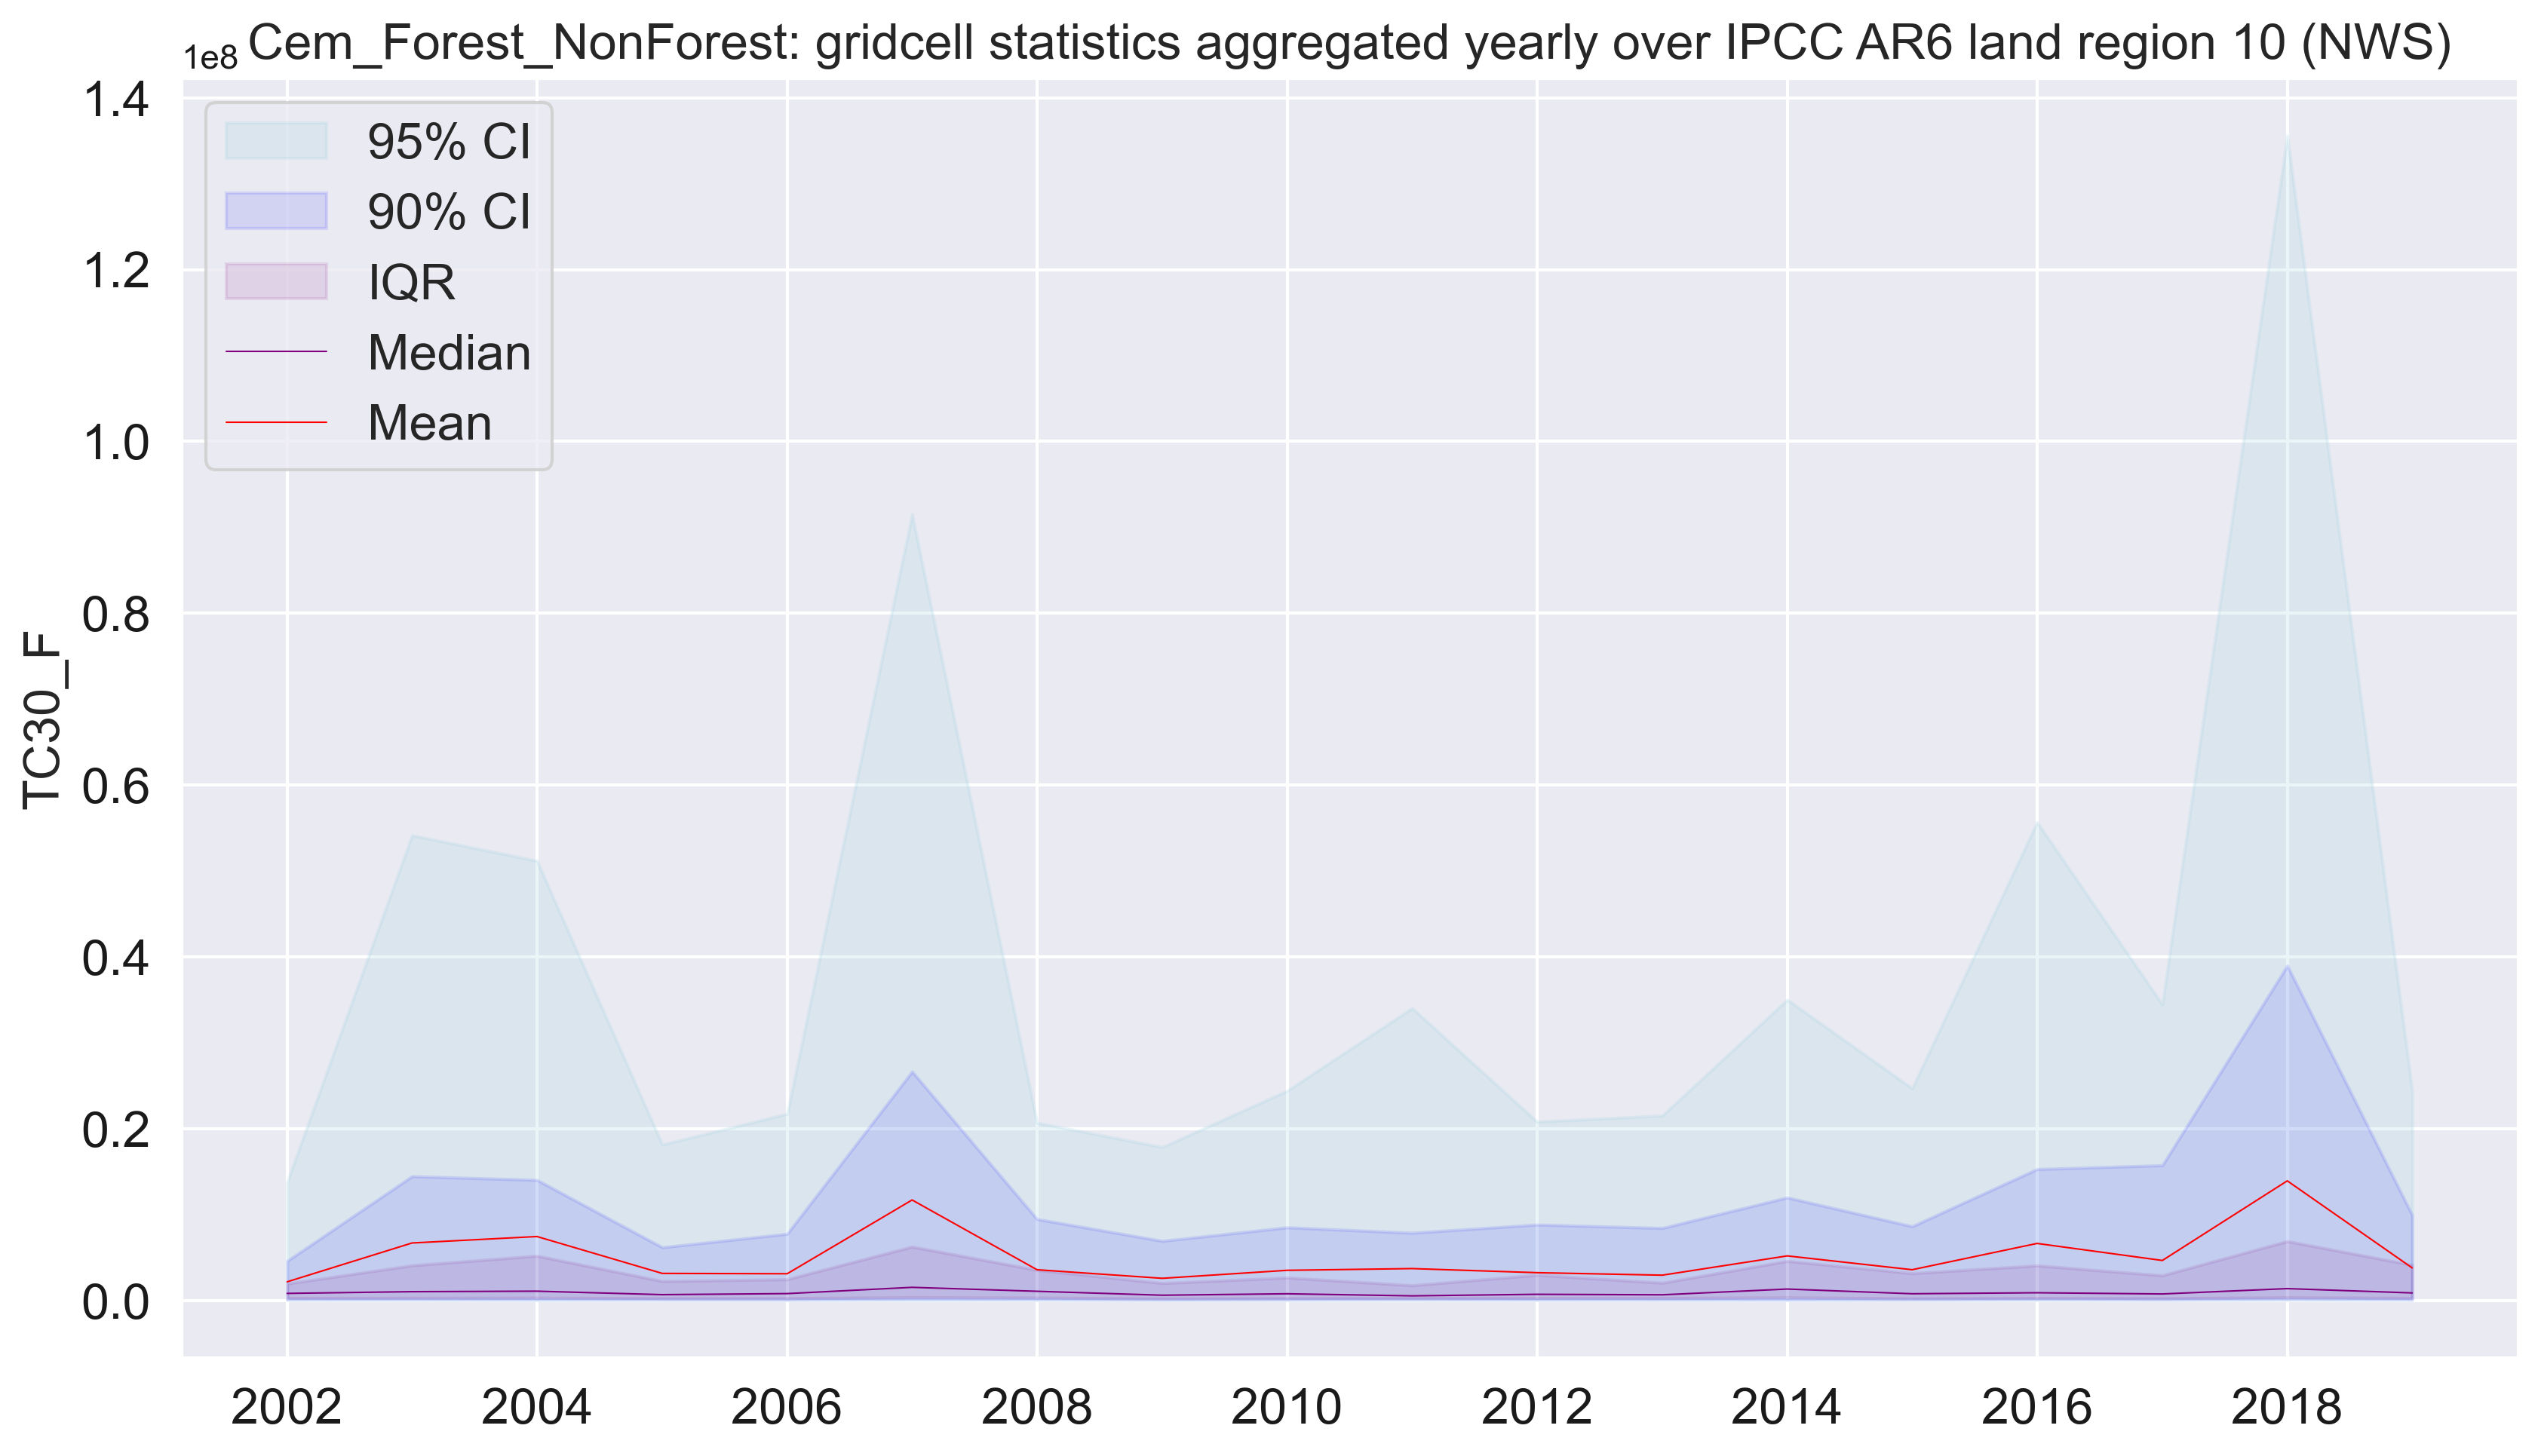 Cem_Forest_NonForest: gridcell statistics aggregated yearly over IPCC AR6 land region 10 (NWS)
1e8
1.4
1.2
1.0
0.8
0.6
0.4
0.2
0.0
TC30_F
95% CI
90% CI
IQR
Median
Mean
2002 2004 2006 2008 2010 2012 2014 2016 2018